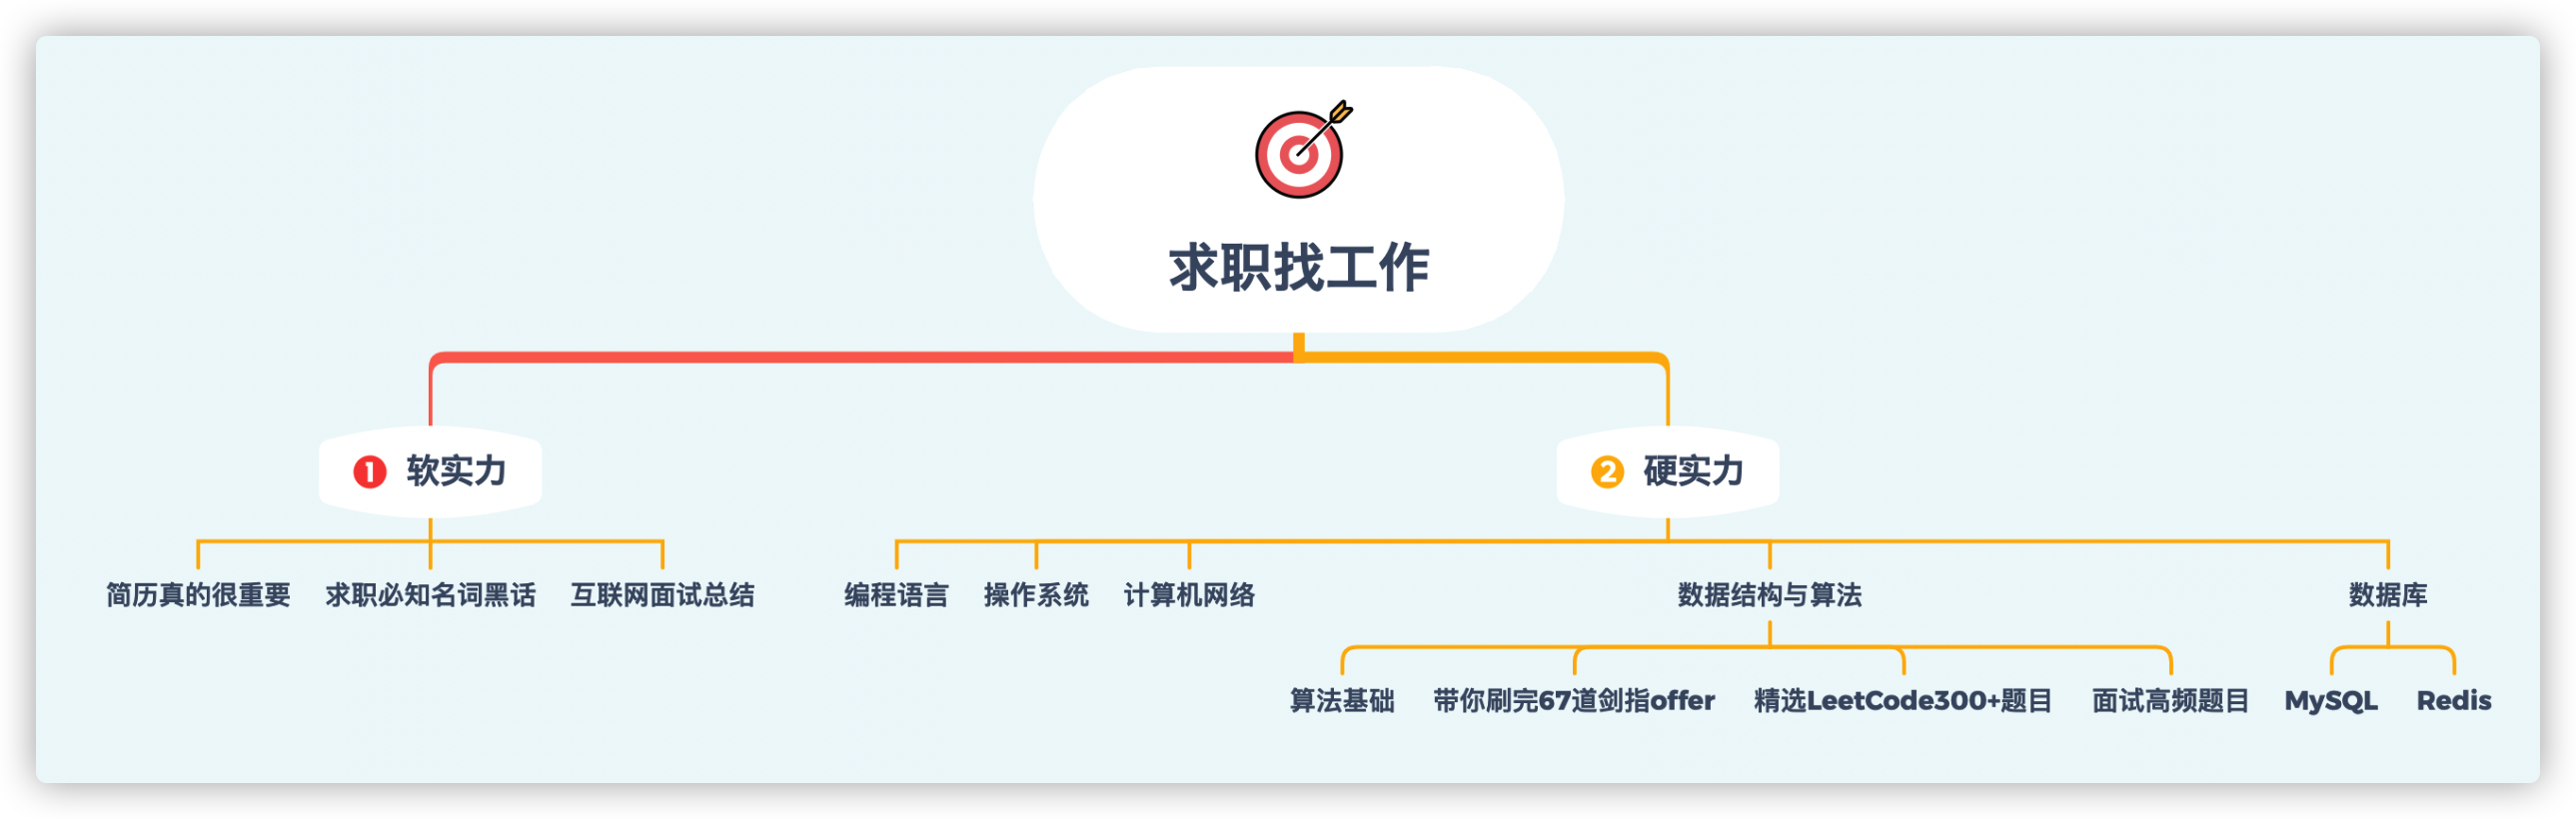 求职找工作
1 软实力
2 硬实力
简历真的很重要
求职必知名词黑话
互联网面试总结
编程语言
操作系统
计算机网络
数据结构与算法
数据库
算法基础
带你刷完67道剑指offer
精选LeetCode300+题目
面试高频题目
MySQL
Redis